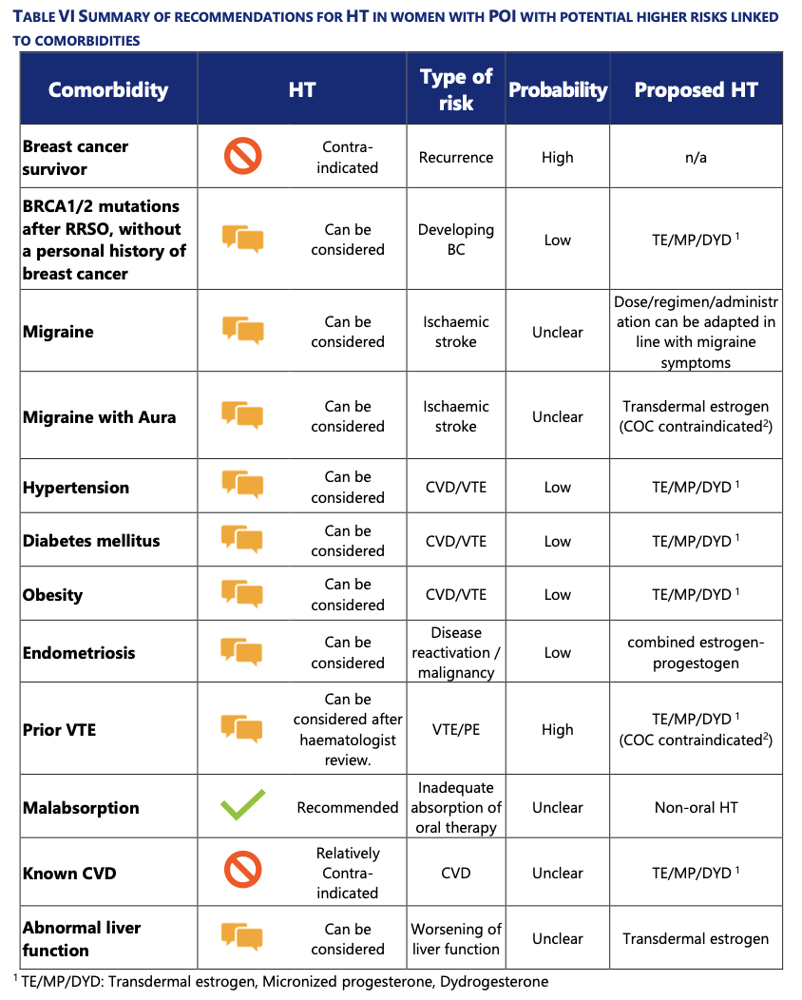 TABLE VI SUMMARY OF RECOMMENDATIONS FOR HT IN WOMEN WITH POI WITH POTENTIAL HIGHER RISKS LINKED
TO COMORBIDITIES
Comorbidity HT Type of risk Probability Proposed HT
Breast cancer survivor Contra-indicated Recurrence High n/a
BRCA1/2 mutations after RRSO, without a personal history of breast cancer Can be considered Developing BC Low TE/MP/DYD ¹
Migraine Can be considered Ischaemic stroke Unclear Dose/regimen/administration can be adapted in line with migraine symptoms
Migraine with Aura Can be considered Ischaemic stroke Unclear Transdermal estrogen (COC contraindicated²)
Hypertension Can be considered CVD/VTE Low TE/MP/DYD ¹
Diabetes mellitus Can be considered CVD/VTE Low TE/MP/DYD ¹
Obesity Can be considered CVD/VTE Low TE/MP/DYD ¹
Endometriosis Can be considered Disease reactivation / malignancy Low combined estrogen-progestogen
Prior VTE Can be considered after haematologist review. VTE/PE High TE/MP/DYD ¹ (COC contraindicated²)
Malabsorption Recommended Inadequate absorption of oral therapy Unclear Non-oral HT
Known CVD Relatively Contra-indicated CVD Unclear TE/MP/DYD ¹
Abnormal liver function Can be considered Worsening of liver function Unclear Transdermal estrogen
¹ TE/MP/DYD: Transdermal estrogen, Micronized progesterone, Dydrogesterone